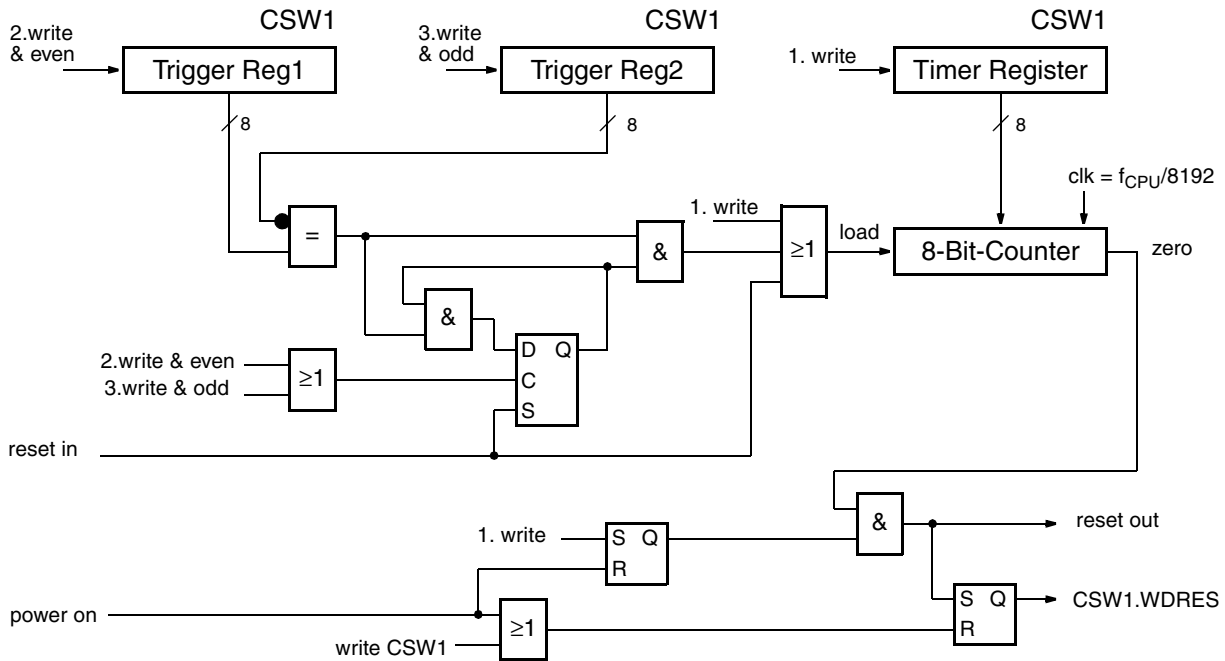 CSW1
CSW1
CSW1
2.write
& even
Trigger Reg1
3.write
& odd
Trigger Reg2
1. write
Timer Register
8
8
8
clk = fCPU/8192
=
1. write
&
≥1
load
8-Bit-Counter
zero
&
D Q
C
S
2.write & even
3.write & odd
≥1
reset in
1. write
S Q
R
&
reset out
power on
write CSW1
≥1
S Q
R
CSW1.WDRES